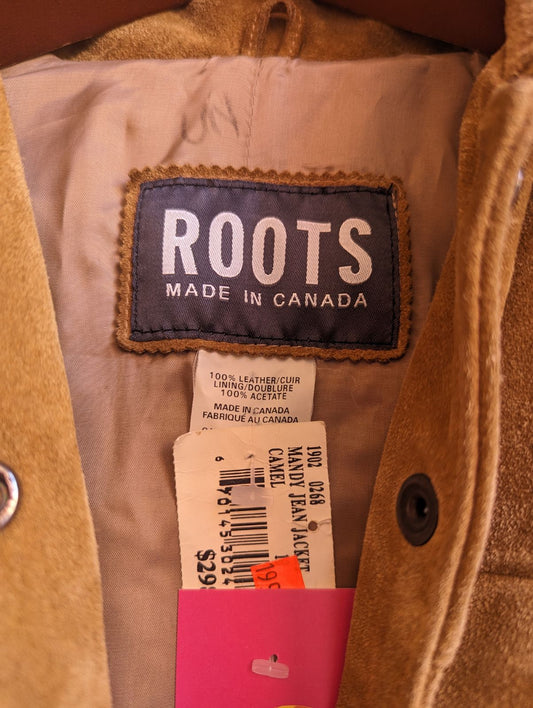 UN
ROOTS
MADE IN CANADA
100% LEATHER/CUIR
LINING/DOUBLURE
100% ACETATE
MADE IN CANADA
FABRIQUÉ AU CANADA
1902 0268
MANDY JEAN JACKET
CAMEL
$29